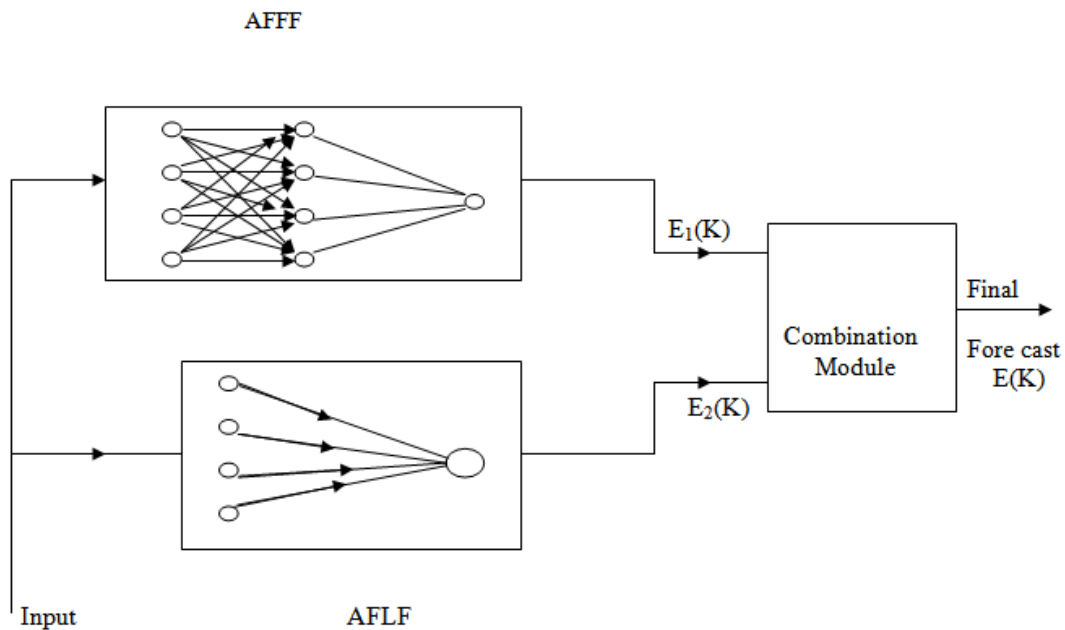 AFFF
E₁(K)
Final
Combination
Module
Fore cast
E(K)
E₂(K)
Input
AFLF